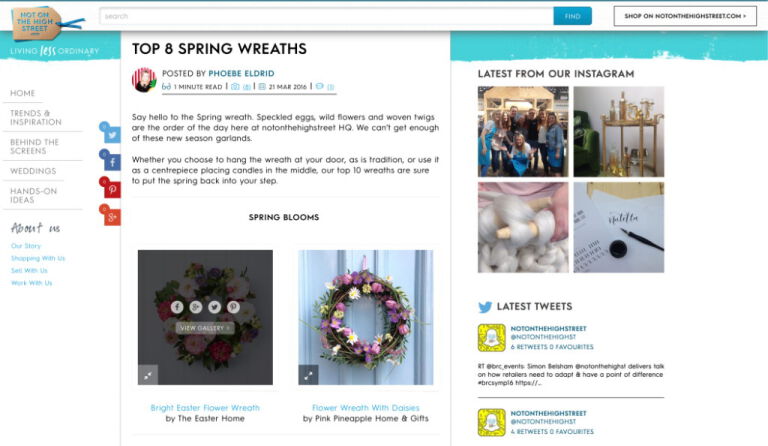 NOT ON
THE HIGH
STREET
.COM
search
FIND
SHOP ON NOTONTHEHIGHSTREET.COM >
LIVING less ORDINARY
HOME
TRENDS &
INSPIRATION
BEHIND THE
SCREENS
WEDDINGS
HANDS-ON
IDEAS
About us
Our Story
Shopping With Us
Sell With Us
Work With Us
0
0
0
0
TOP 8 SPRING WREATHS
POSTED BY PHOEBE ELDRID
1 MINUTE READ | (8) | 21 MAR 2016 | (1)
Say hello to the Spring wreath. Speckled eggs, wild flowers and woven twigs
are the order of the day here at notonthehighstreet HQ. We can't get enough
of these new season garlands.
Whether you choose to hang the wreath at your door, as is tradition, or use it
as a centrepiece placing candles in the middle, our top 10 wreaths are sure
to put the spring back into your step.
SPRING BLOOMS
VIEW GALLERY >
Bright Easter Flower Wreath
by The Easter Home
Flower Wreath With Daisies
by Pink Pineapple Home & Gifts
LATEST FROM OUR INSTAGRAM
LATEST TWEETS
NOTONTHEHIGHSTREET
@NOTONTHEHIGHST
6 RETWEETS 0 FAVOURITES
RT @brc_events: Simon Belsham @notonthehighst delivers talk
on how retailers need to adapt & have a point of difference
#brcsymp16 https://…
NOTONTHEHIGHSTREET
@NOTONTHEHIGHST
4 RETWEETS 0 FAVOURITES